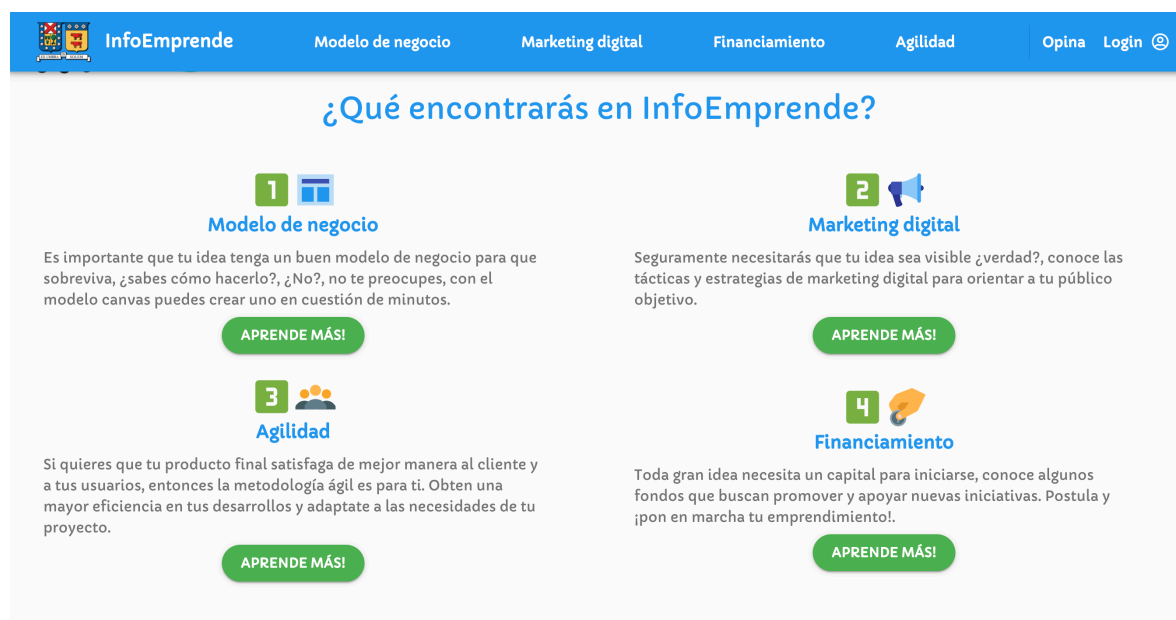 InfoEmprende
Modelo de negocio
Marketing digital
Financiamiento
Agilidad
Opina
Login
¿Qué encontrarás en InfoEmprende?
1
Modelo de negocio
Es importante que tu idea tenga un buen modelo de negocio para que
sobreviva, ¿sabes cómo hacerlo?, ¿No?, no te preocupes, con el
modelo canvas puedes crear uno en cuestión de minutos.
APRENDE MÁS!
2
Marketing digital
Seguramente necesitarás que tu idea sea visible ¿verdad?, conoce las
tácticas y estrategias de marketing digital para orientar a tu público
objetivo.
APRENDE MÁS!
3
Agilidad
Si quieres que tu producto final satisfaga de mejor manera al cliente y
a tus usuarios, entonces la metodología ágil es para ti. Obten una
mayor eficiencia en tus desarrollos y adaptate a las necesidades de tu
proyecto.
APRENDE MÁS!
4
Financiamiento
Toda gran idea necesita un capital para iniciarse, conoce algunos
fondos que buscan promover y apoyar nuevas iniciativas. Postula y
¡pon en marcha tu emprendimiento!.
APRENDE MÁS!